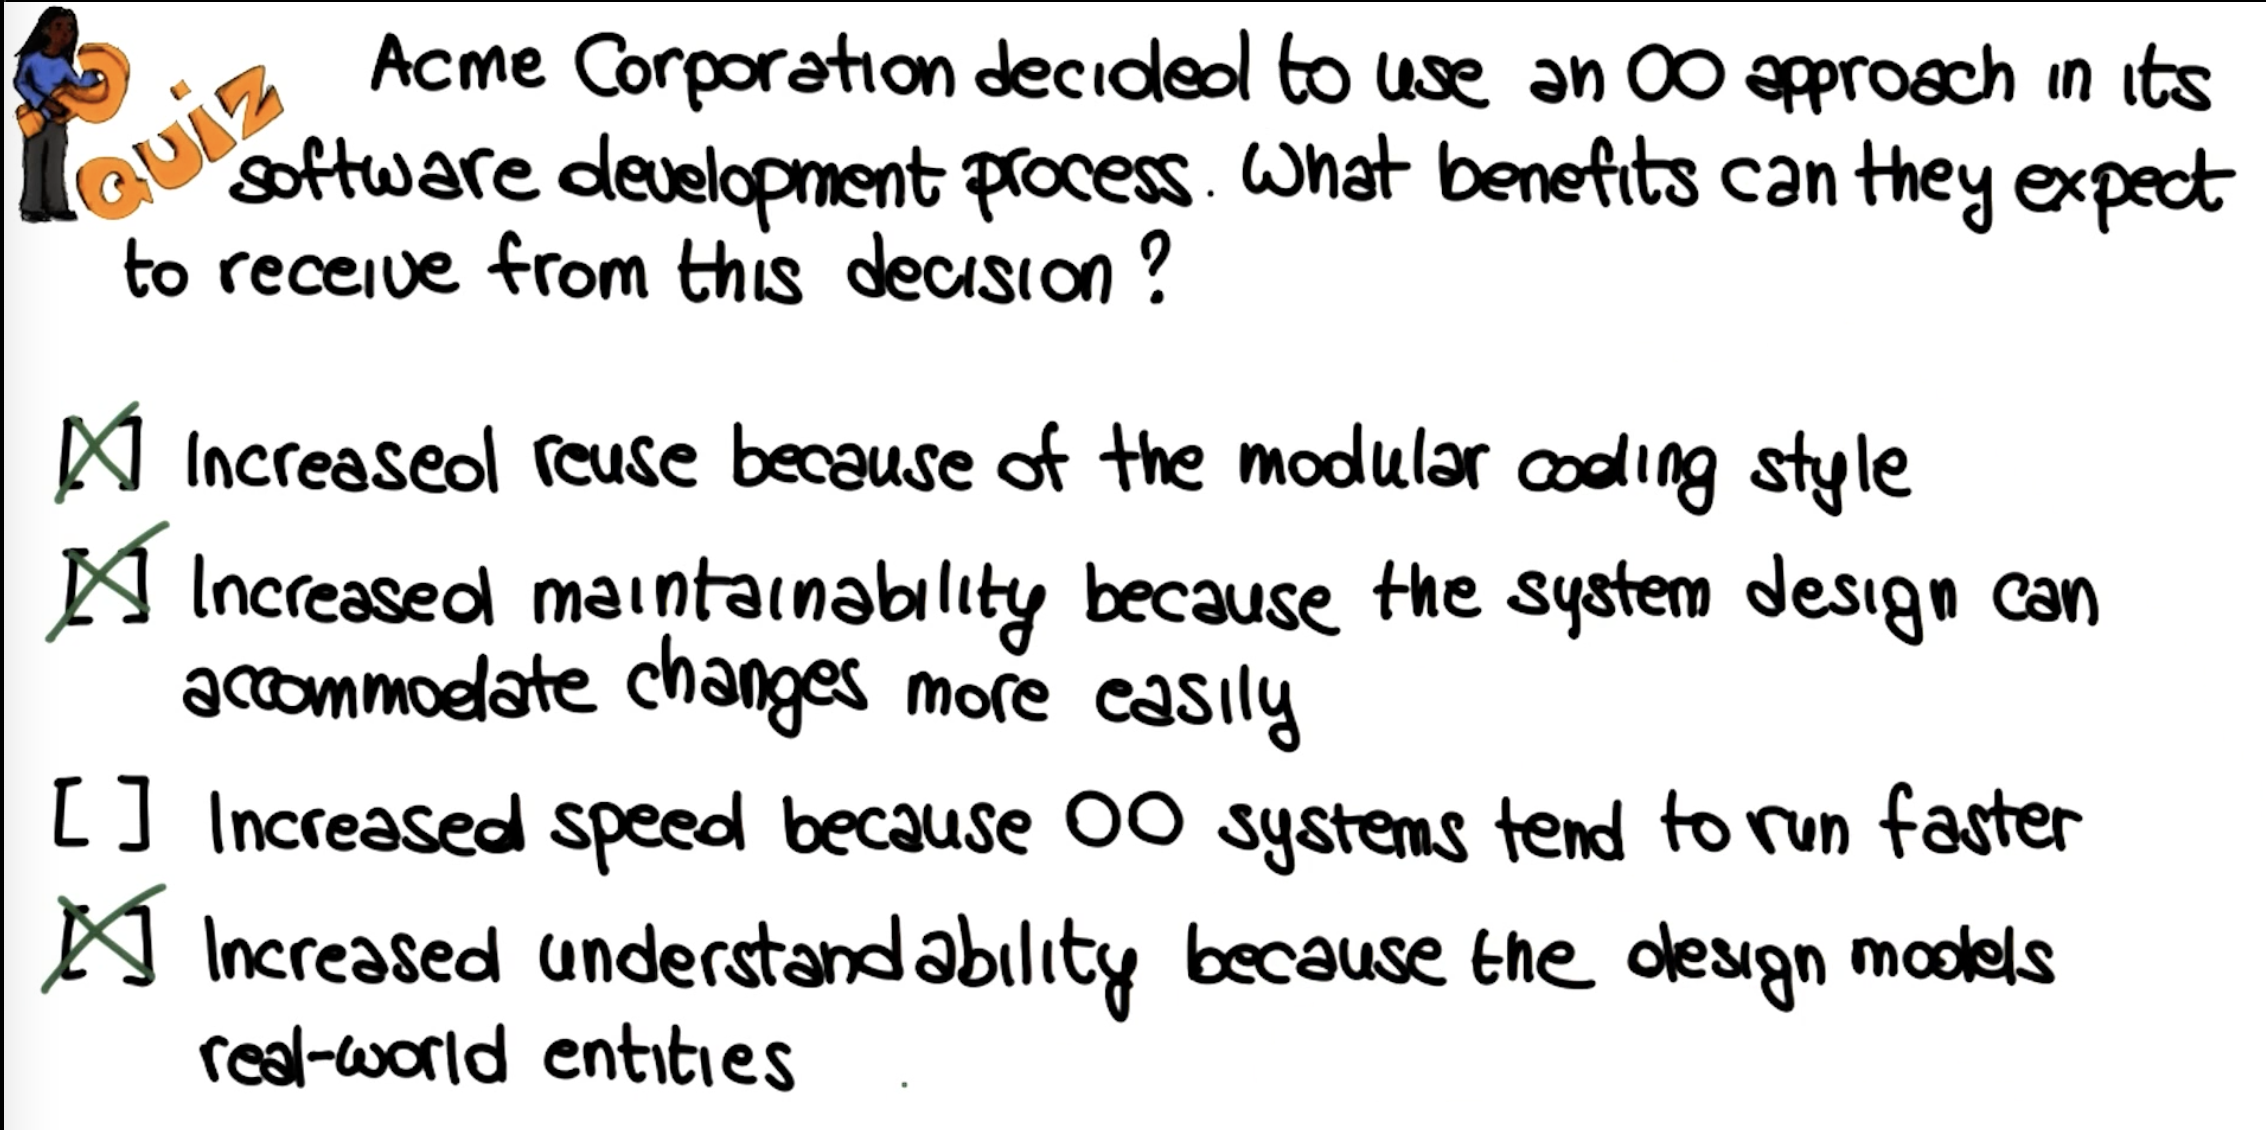 QUIZ
Acme Corporation decided to use an OO approach in its
software development process. What benefits can they expect
to receive from this decision?
[X] Increased reuse because of the modular coding style
[X] Increased maintainability because the system design can
accommodate changes more easily
[ ] Increased speed because OO systems tend to run faster
[X] Increased understandability because the design models
real-world entities